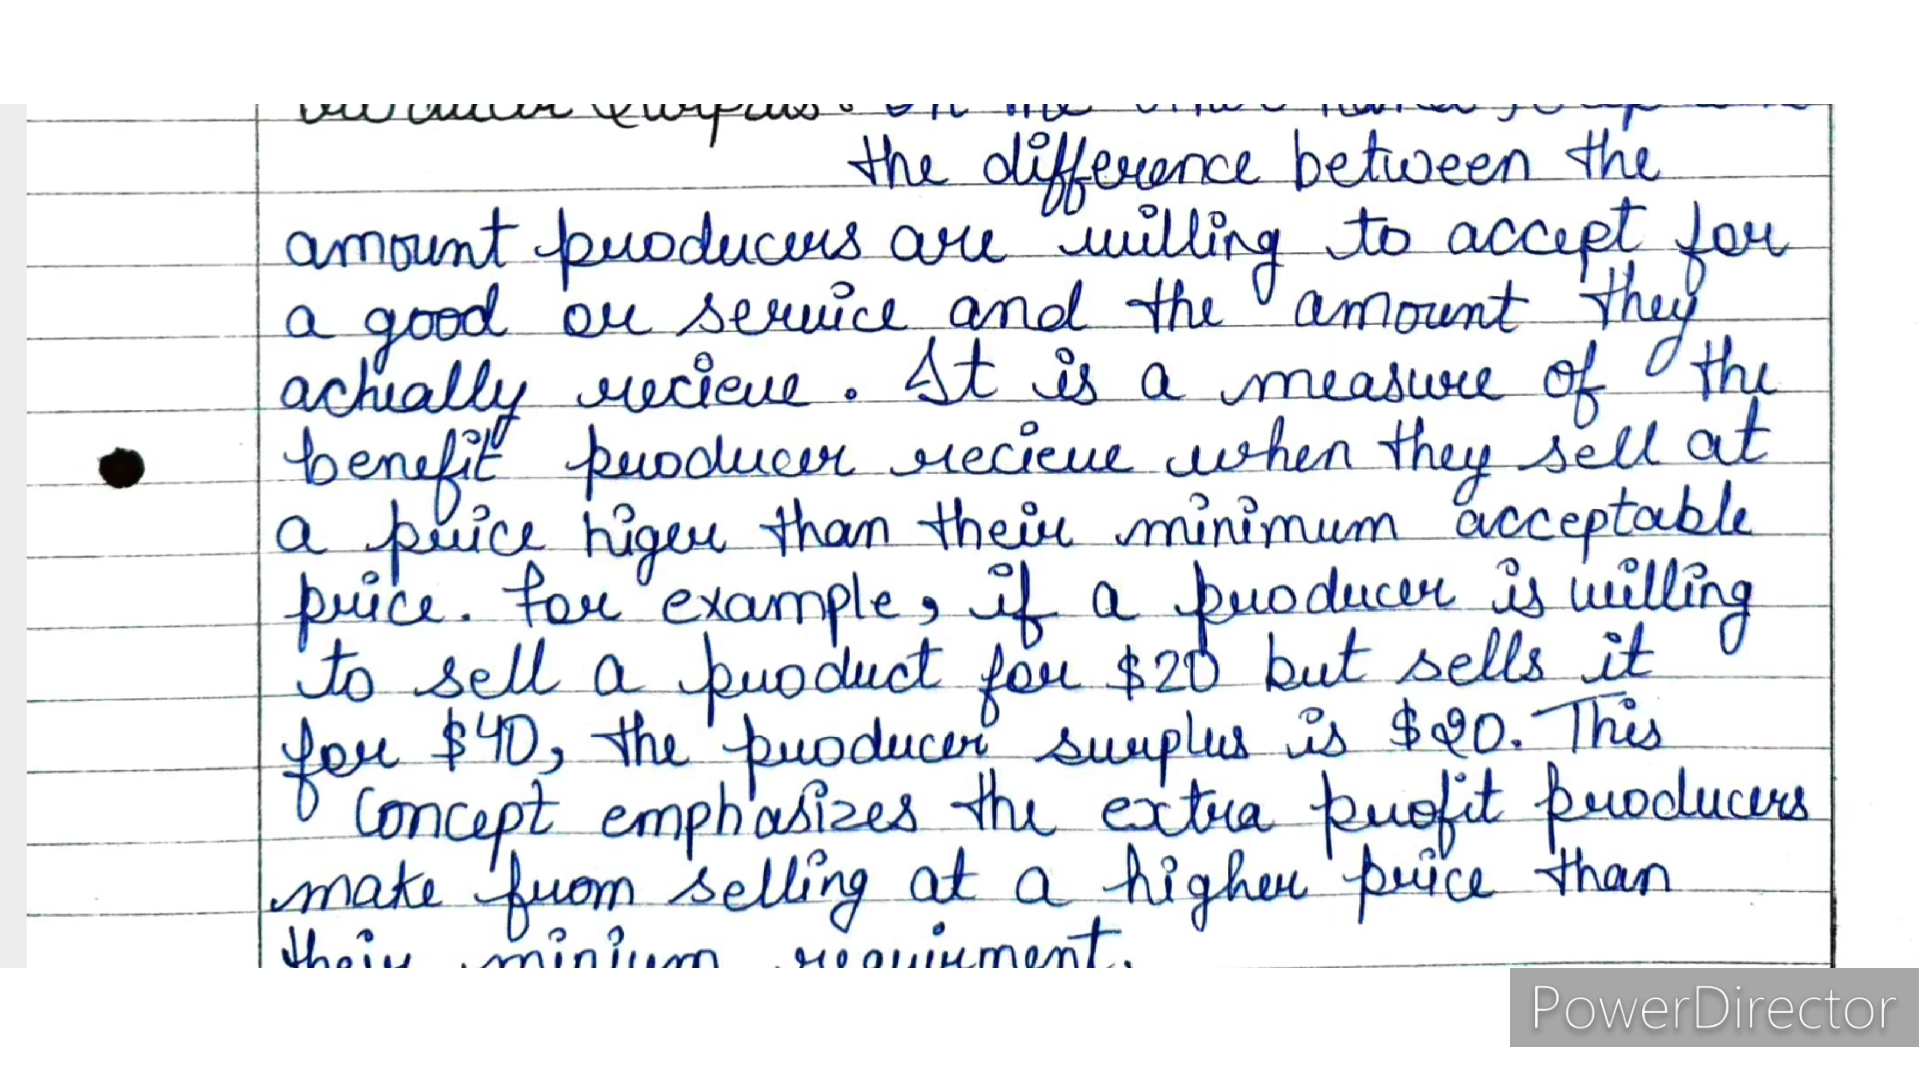 the difference between the
amount producers are willing to accept for
a good or service and the amount they
actually recieve. It is a measure of the
benefit producer recieve when they sell at
a price higer than their minimum acceptable
price. for example, if a producer is willing
to sell a product for $20 but sells it
for $40, the producer surplus is $20. This
Concept emphasizes the extra profit producers
make from selling at a higher price than
their minium requirment.
PowerDirector